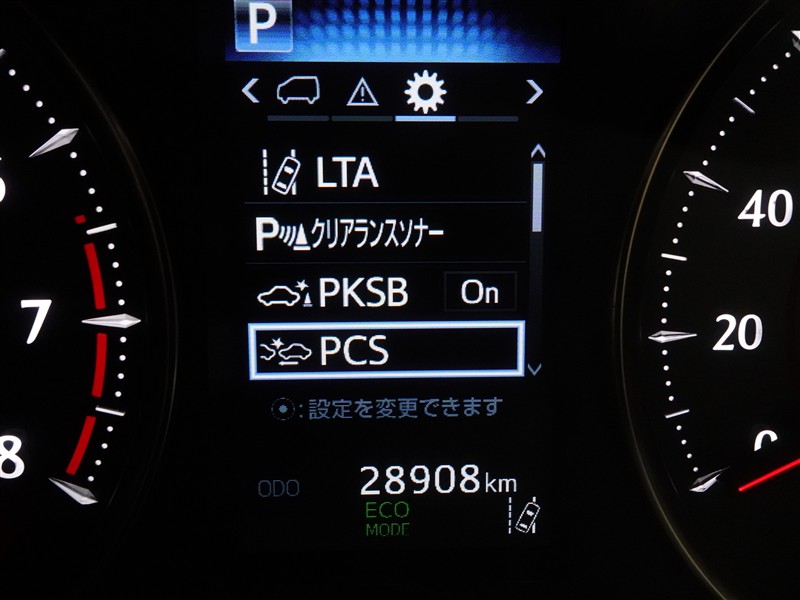 P
LTA
Pクリアランスソナー
PKSB On
PCS
:設定を変更できます
ODO 28908km
ECO
MODE
7
8
40
20
0